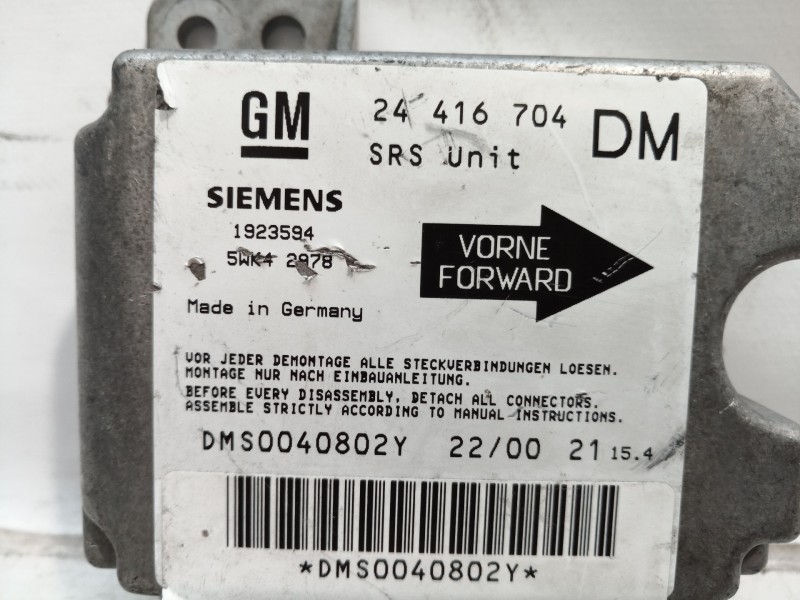 GM 24 416 704 DM
SRS Unit
SIEMENS
1923594
5WK4 2978
VORNE
FORWARD
Made in Germany
VOR JEDER DEMONTAGE ALLE STECKVERBINDUNGEN LOESEN.
MONTAGE NUR NACH EINBAUANLEITUNG.
BEFORE EVERY DISASSEMBLY, DETACH ALL CONNECTORS.
ASSEMBLE STRICTLY ACCORDING TO MANUAL INSTRUCTIONS.
DMS0040802Y 22/00 21 15.4
*DMS0040802Y*